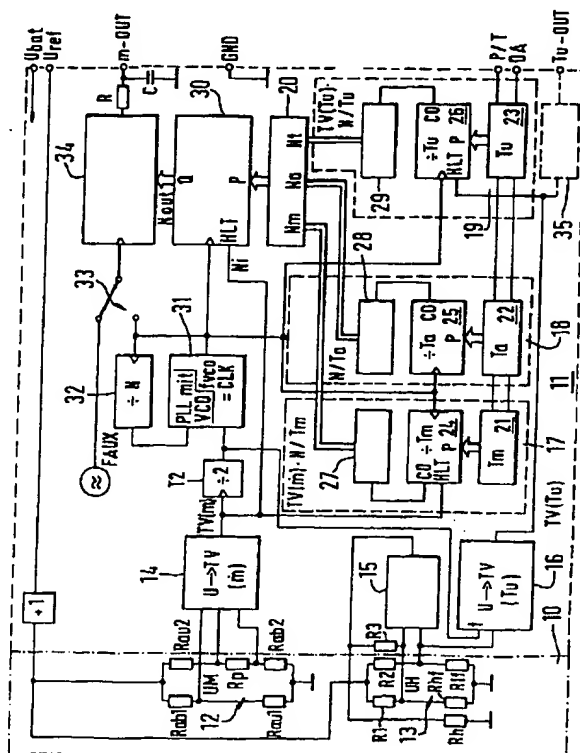 Ubat
Uref
m-OUT
GND
P/T
OA
Tu-OUT
R
C
34
30
20
Nout
Q
HLT
P
Ni
Nm
Na
Nt
TV(Tu)·
N/Tu
29
÷Tu
CO
HLT
P
26
Tu
23
19
35
33
FAUX
32
÷ N
31
PLL mit
VCO
fvco
= CLK
28
N/Ta
÷Ta
CO
P
25
Ta
22
18
11
T2
÷2
TV(ṁ)
TV(ṁ)·N/Tm
27
CO
÷Tm
HLT
P
24
Tm
21
17
+1
14
U→TV
(ṁ)
15
U→TV
(Tu)
16
TV(Tu)
10
Rau2
Rab1
UM
Rp
Rab2
Rau1
12
R3
R2
R1
UH
Rhf
Rlf
Rh
13